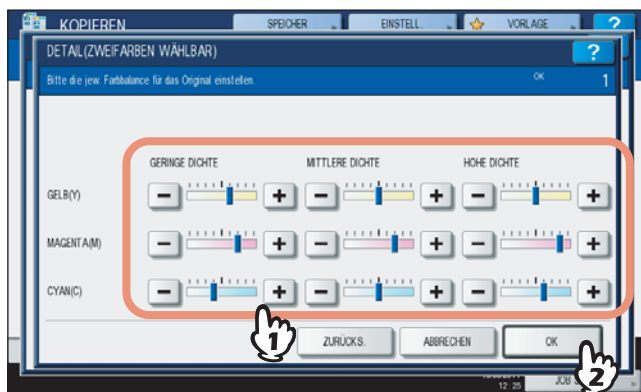 KOPIEREN SPEICHER EINSTELL. VORLAGE ?
DETAIL(ZWEIFARBEN WÄHLBAR) ?
Bitte die jew. Farbbalance für das Original einstellen. OK 1
GERINGE DICHTE MITTLERE DICHTE HOHE DICHTE
GELB(Y) - + - + - +
MAGENTA(M) - + - + - +
CYAN(C) - + - + - +
1
ZURÜCKS. ABBRECHEN OK
2
12 25 JOB